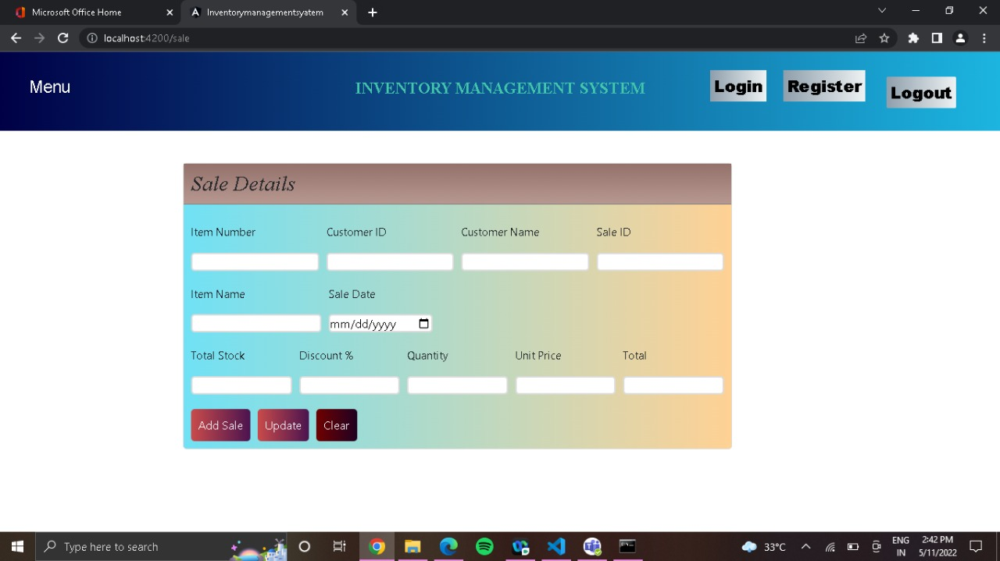 Microsoft Office Home
Inventorymanagementsyatem
localhost:4200/sale
Menu
INVENTORY MANAGEMENT SYSTEM
Login
Register
Logout
Sale Details
Item Number
Customer ID
Customer Name
Sale ID
Item Name
Sale Date
mm/dd/yyyy
Total Stock
Discount %
Quantity
Unit Price
Total
Add Sale
Update
Clear
Type here to search
33°C
ENG
IN
2:42 PM
5/11/2022